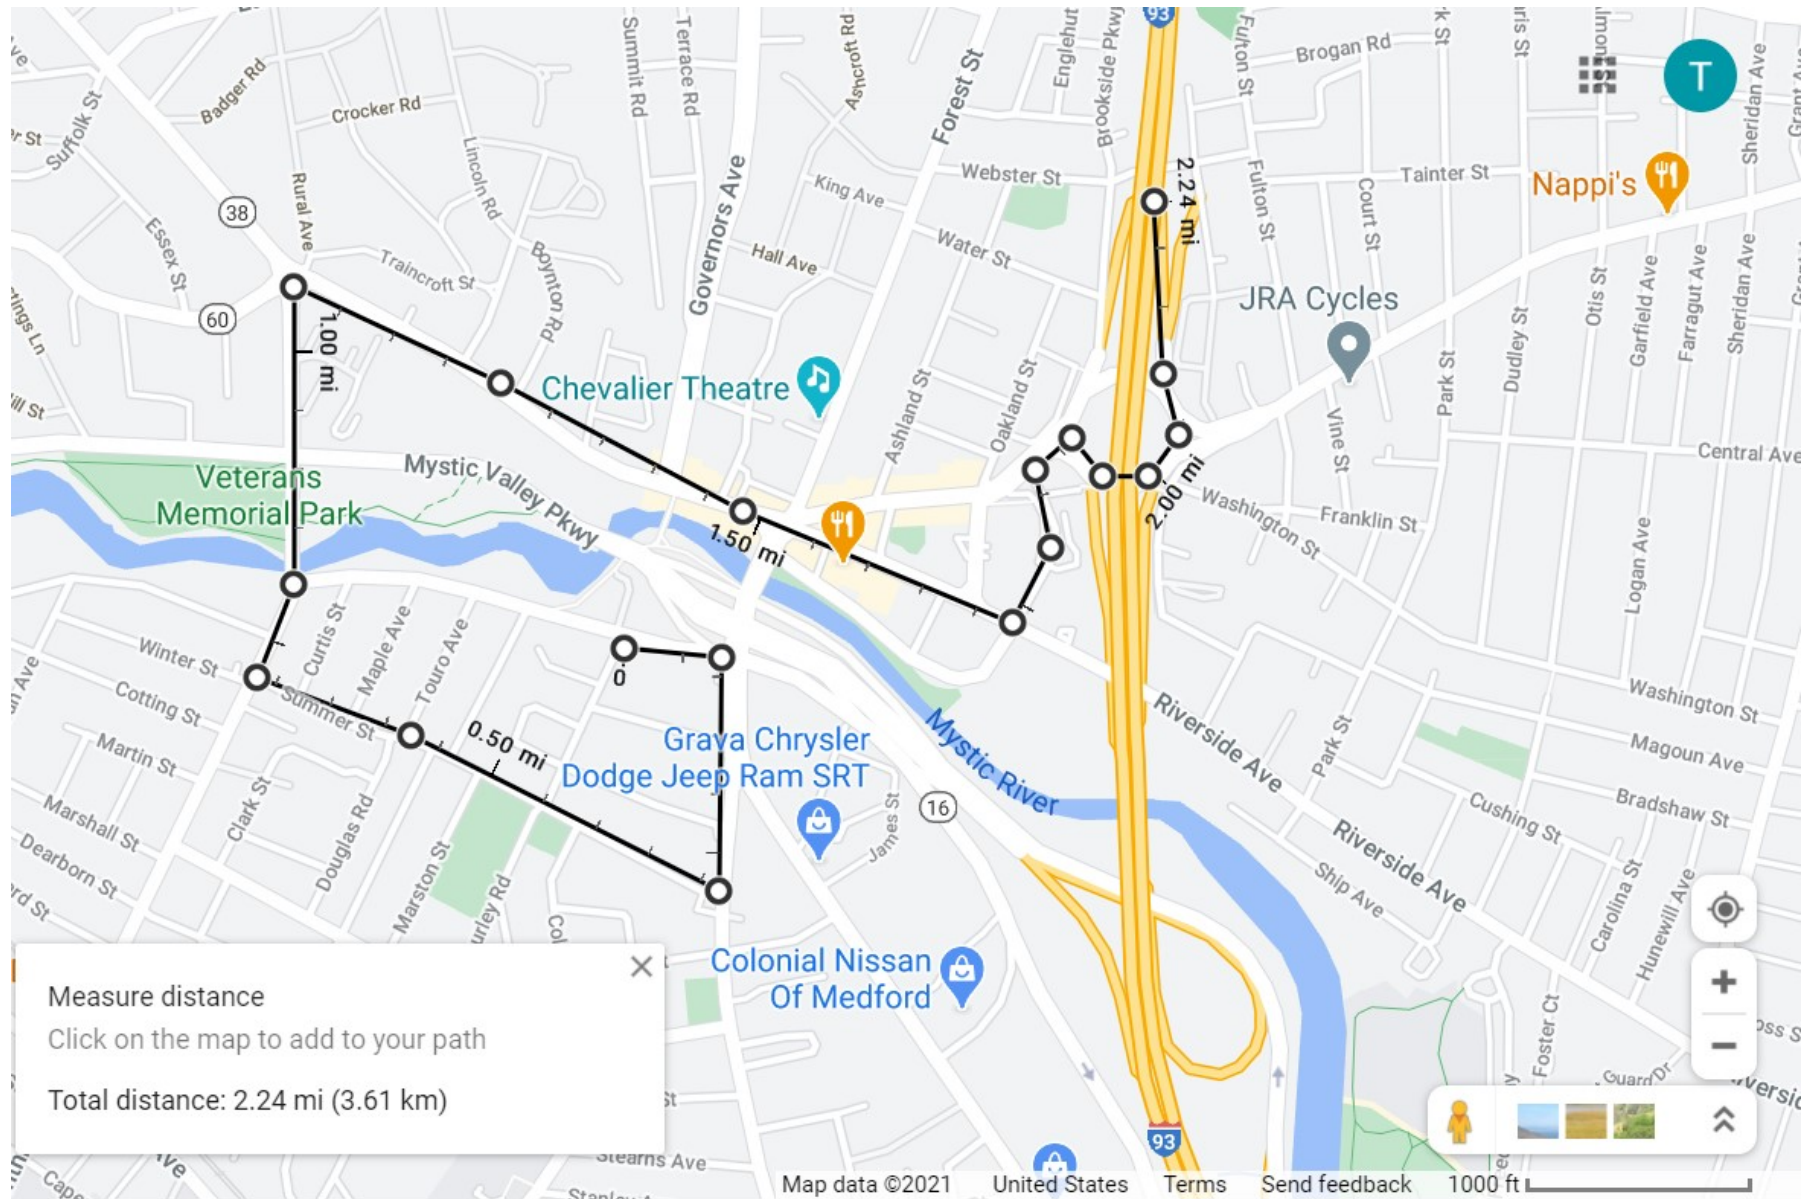 93
Brogan Rd
T
Badger Rd
Crocker Rd
Suffolk St
Summit Rd
Terrace Rd
Ashcroft Rd
Forest St
Brookside Pkwy
Fulton St
Sheridan Ave
Webster St
Tainter St
Nappi's
King Ave
Lincoln Rd
Rural Ave
38
Essex St
Governors Ave
2.24 mi
Fulton St
Court St
Water St
Hall Ave
Traincroft St
Boynton Rd
60
1.00 mi
JRA Cycles
Otis St
Garfield Ave
Farragut Ave
Sheridan Ave
Dudley St
Park St
Chevalier Theatre
Ashland St
Oakland St
Vine St
Central Ave
Veterans
Memorial Park
Mystic Valley Pkwy
1.50 mi
2.00 mi
Washington St
Franklin St
Logan Ave
Winter St
Curtis St
Maple Ave
Touro Ave
0
Cotting St
Summer St
Martin St
0.50 mi
Grava Chrysler
Dodge Jeep Ram SRT
Mystic River
Riverside Ave
Park St
Washington St
Magoun Ave
Bradshaw St
Cushing St
Marshall St
Clark St
Douglas Rd
Dearborn St
Marston St
James St
16
Riverside Ave
Ship Ave
Carolina St
Hunewill Ave
Colonial Nissan
Of Medford
Foster Ct
Guard Dr
Measure distance
Click on the map to add to your path
Total distance: 2.24 mi (3.61 km)
93
Stearns Ave
Map data ©2021 United States Terms Send feedback 1000 ft